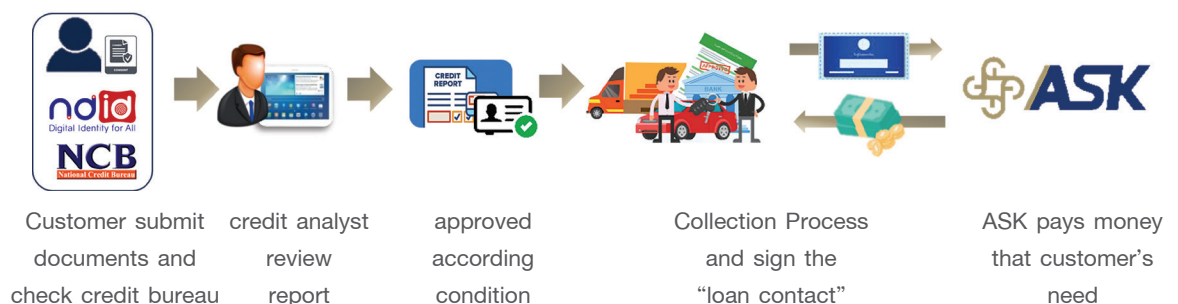 ndid
Digital Identity for All
NCB
National Credit Bureau
CREDIT
REPORT
BANK
ASK
Customer submit
documents and
check credit bureau
credit analyst
review
report
approved
according
condition
Collection Process
and sign the
“loan contact”
ASK pays money
that customer's
need